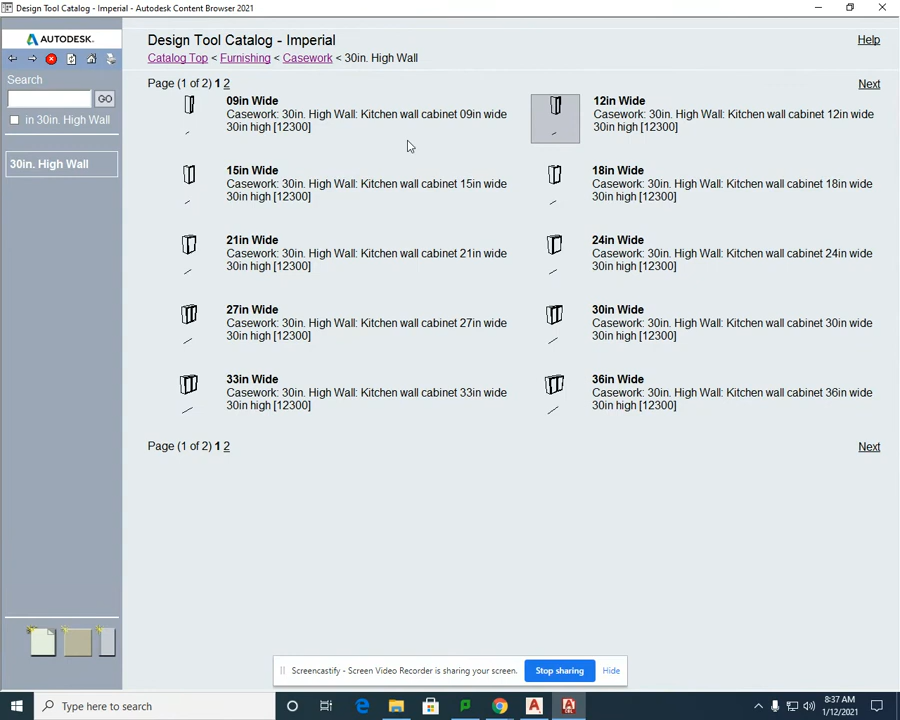 Design Tool Catalog - Imperial - Autodesk Content Browser 2021
AUTODESK.
Search
GO
in 30in. High Wall
30in. High Wall
Design Tool Catalog - Imperial
Help
Catalog Top < Furnishing < Casework < 30in. High Wall
Page (1 of 2) 1 2
Next
09in Wide
Casework: 30in. High Wall: Kitchen wall cabinet 09in wide
30in high [12300]
12in Wide
Casework: 30in. High Wall: Kitchen wall cabinet 12in wide
30in high [12300]
15in Wide
Casework: 30in. High Wall: Kitchen wall cabinet 15in wide
30in high [12300]
18in Wide
Casework: 30in. High Wall: Kitchen wall cabinet 18in wide
30in high [12300]
21in Wide
Casework: 30in. High Wall: Kitchen wall cabinet 21in wide
30in high [12300]
24in Wide
Casework: 30in. High Wall: Kitchen wall cabinet 24in wide
30in high [12300]
27in Wide
Casework: 30in. High Wall: Kitchen wall cabinet 27in wide
30in high [12300]
30in Wide
Casework: 30in. High Wall: Kitchen wall cabinet 30in wide
30in high [12300]
33in Wide
Casework: 30in. High Wall: Kitchen wall cabinet 33in wide
30in high [12300]
36in Wide
Casework: 30in. High Wall: Kitchen wall cabinet 36in wide
30in high [12300]
Page (1 of 2) 1 2
Next
Screencastify - Screen Video Recorder is sharing your screen.
Stop sharing
Hide
Type here to search
8:37 AM
1/12/2021